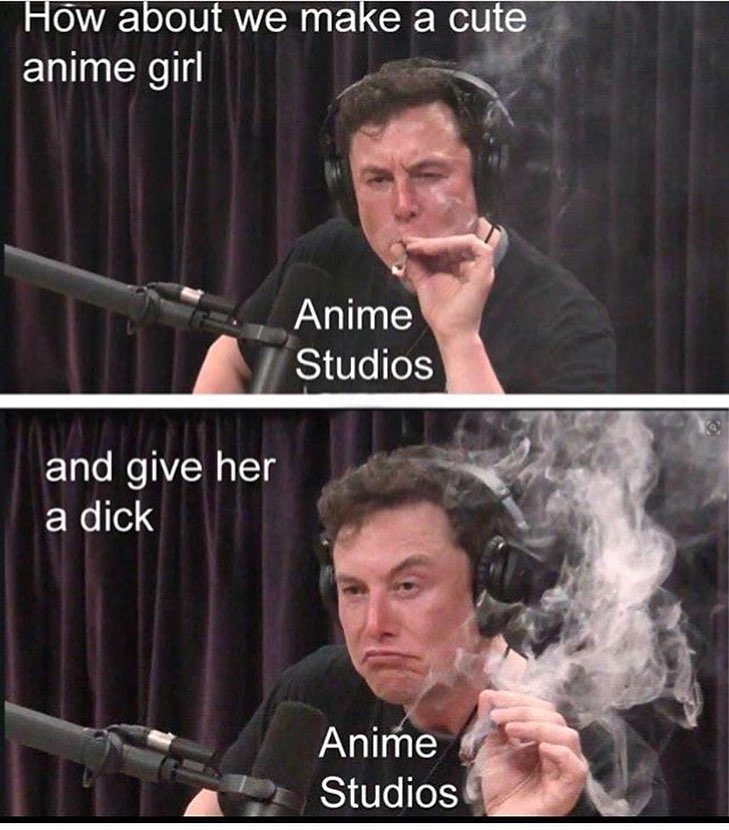 How about we make a cute
anime girl
Anime
Studios
and give her
a dick
Anime
Studios